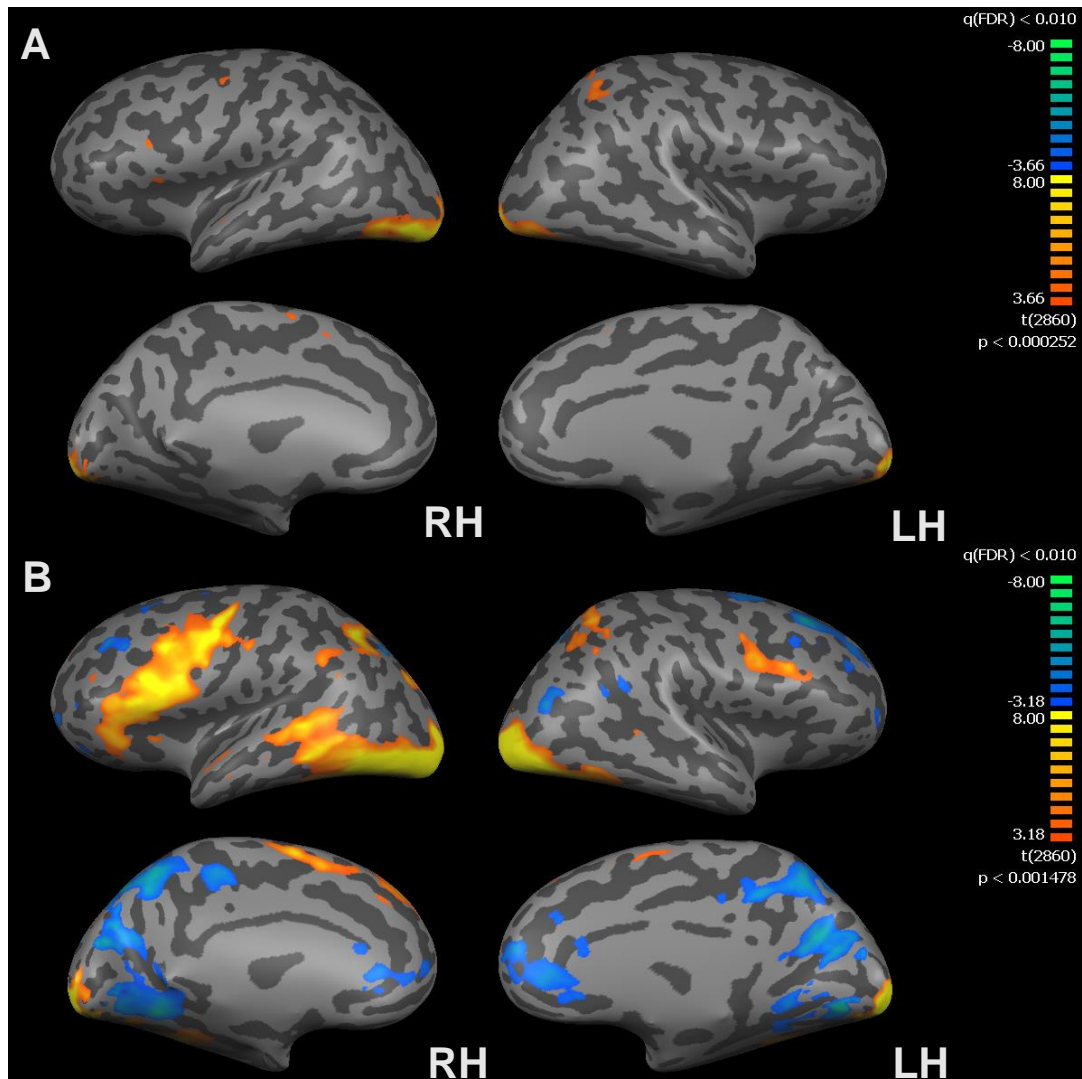 A
q(FDR) < 0.010
-8.00
-3.66
8.00
3.66
t(2860)
p < 0.000252
RH
LH
B
q(FDR) < 0.010
-8.00
-3.18
8.00
3.18
t(2860)
p < 0.001478
RH
LH